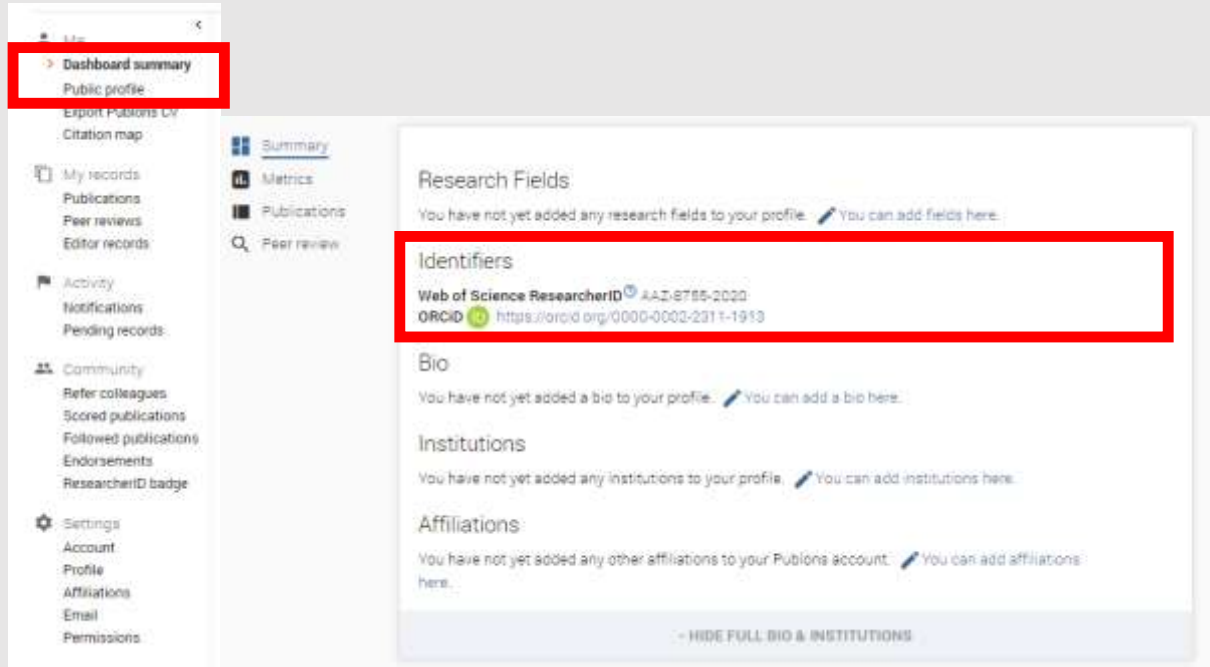 Me
Dashboard summary
Public profile
Export Publons CV
Citation map
My records
Publications
Peer reviews
Editor records
Activity
Notifications
Pending records
Community
Refer colleagues
Scored publications
Followed publications
Endorsements
ResearcherID badge
Settings
Account
Profile
Affiliations
Email
Permissions
Summary
Metrics
Publications
Peer review
Research Fields
You have not yet added any research fields to your profile. You can add fields here.
Identifiers
Web of Science ResearcherID ? AAZ-8755-2020
ORCiD iD https://orcid.org/0000-0002-2311-1913
Bio
You have not yet added a bio to your profile. You can add a bio here.
Institutions
You have not yet added any institutions to your profile. You can add institutions here.
Affiliations
You have not yet added any other affiliations to your Publons account. You can add affiliations
here.
- HIDE FULL BIO & INSTITUTIONS